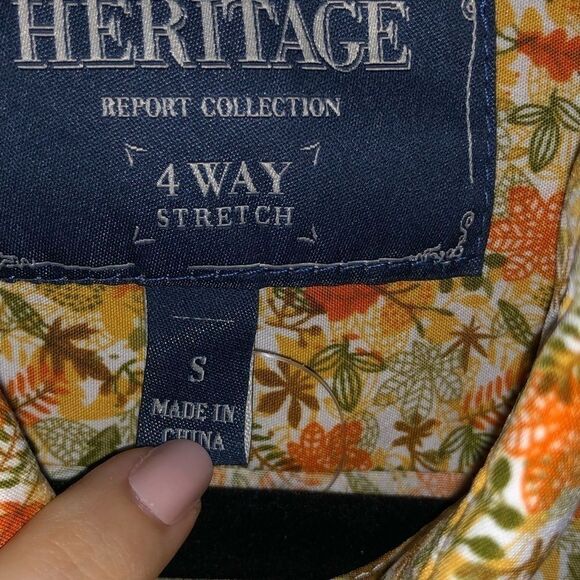 HERITAGE
REPORT COLLECTION
4 WAY
STRETCH
S
MADE IN
CHINA